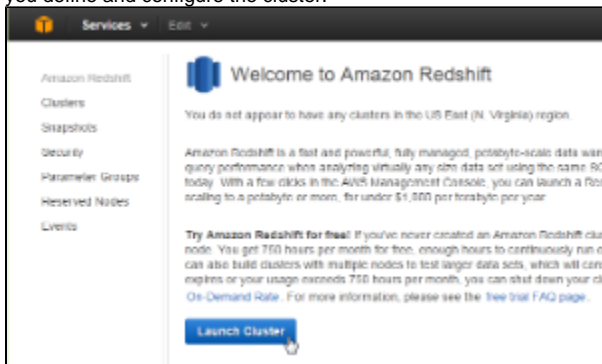 you define and configure the cluster.
Services Edit
Amazon Redshift
Clusters
Snapshots
Security
Parameter Groups
Reserved Nodes
Events
Welcome to Amazon Redshift
You do not appear to have any clusters in the US East (N. Virginia) region.
Amazon Redshift is a fast and powerful, fully managed, petabyte-scale data
query performance when analyzing virtually any size data set using the same
today. With a few clicks in the AWS Management Console, you can launch a
scaling to a petabyte or more, for under $1,000 per terabyte per year
Try Amazon Redshift for free! If you've never created an Amazon Redshift
node. You get 750 hours per month for free, enough hours to continuously run
can also build clusters with multiple nodes to test larger data sets, which will
expires or your usage exceeds 750 hours per month, you can shut down your
On-Demand Rate. For more information, please see the free trial FAQ page.
Launch Cluster